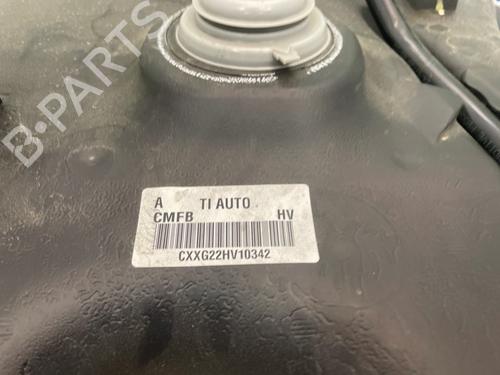 B-PARTS
A TI AUTO
CMFB HV
CXXG22HV10342